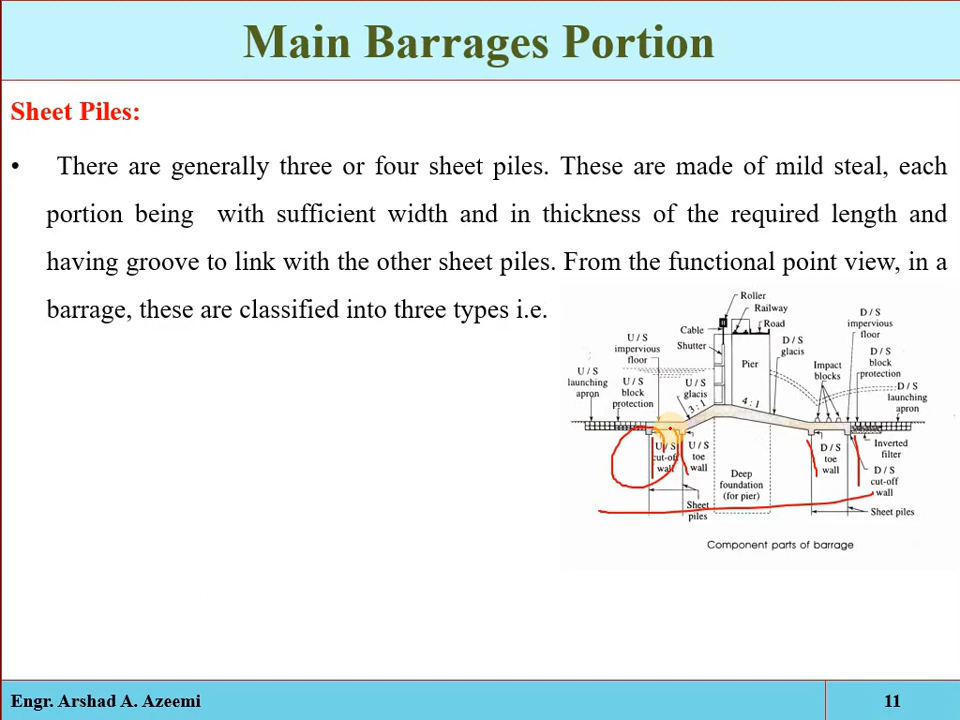 Main Barrages Portion
Sheet Piles:
• There are generally three or four sheet piles. These are made of mild steal, each
portion being with sufficient width and in thickness of the required length and
having groove to link with the other sheet piles. From the functional point view, in a
barrage, these are classified into three types i.e.
Roller
Railway
Road
Cable
Shutter
Pier
U / S
impervious
floor
U / S
launching
apron
U / S
block
protection
U / S
glacis
3 : 1
4 : 1
D / S
glacis
Impact
blocks
D / S
impervious
floor
D / S
block
protection
D / S
launching
apron
Inverted
filter
U / S
cut-off
wall
U / S
toe
wall
Deep
foundation
(for pier)
D / S
toe
wall
D / S
cut-off
wall
Sheet
piles
Sheet piles
Component parts of barrage
Engr. Arshad A. Azeemi
11